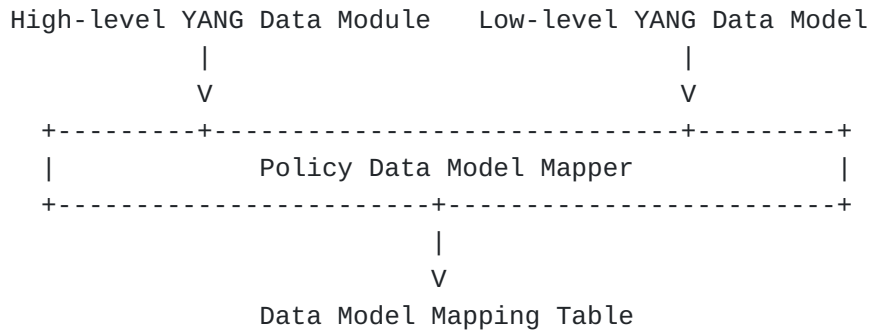 High-level YANG Data Module   Low-level YANG Data Model
Policy Data Model Mapper
Data Model Mapping Table